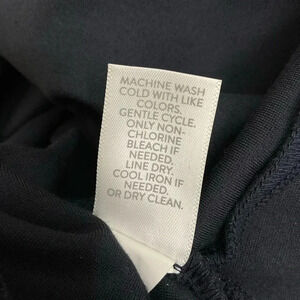 MACHINE WASH
COLD WITH LIKE
COLORS.
GENTLE CYCLE.
ONLY NON-
CHLORINE
BLEACH IF
NEEDED.
LINE DRY.
COOL IRON IF
NEEDED.
OR DRY CLEAN.